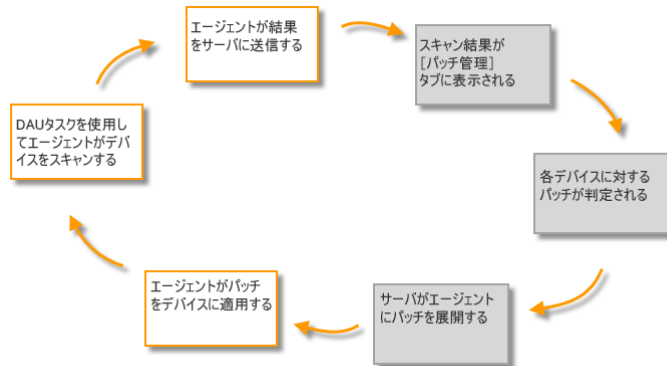 エージェントが結果
をサーバに送信する
スキャン結果が
[パッチ管理]
タブに表示される
各デバイスに対する
パッチが判定される
サーバがエージェント
にパッチを展開する
エージェントがパッチ
をデバイスに適用する
DAUタスクを使用し
てエージェントがデバ
イスをスキャンする